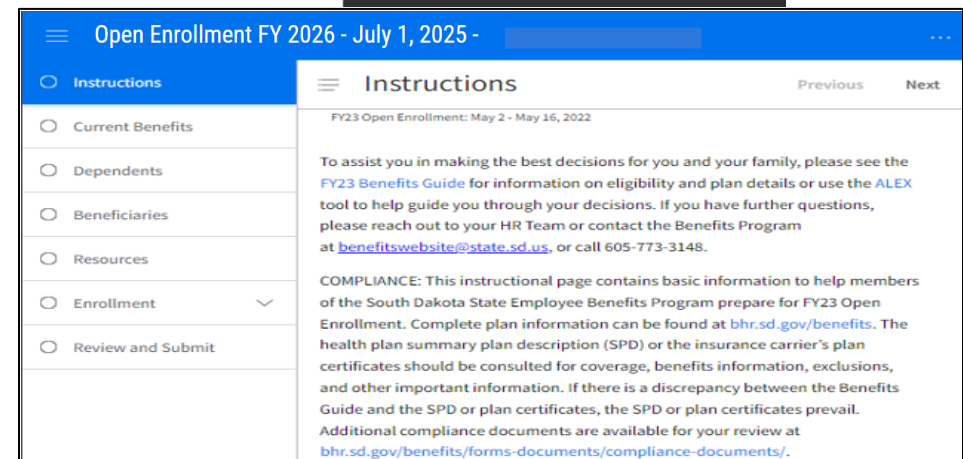 Open Enrollment FY 2026 - July 1, 2025 -
Instructions
Current Benefits
Dependents
Beneficiaries
Resources
Enrollment
Review and Submit
Instructions
Previous
Next
FY23 Open Enrollment: May 2 - May 16, 2022
To assist you in making the best decisions for you and your family, please see the
FY23 Benefits Guide for information on eligibility and plan details or use the ALEX
tool to help guide you through your decisions. If you have further questions,
please reach out to your HR Team or contact the Benefits Program
at benefitswebsite@state.sd.us, or call 605-773-3148.
COMPLIANCE: This instructional page contains basic information to help members
of the South Dakota State Employee Benefits Program prepare for FY23 Open
Enrollment. Complete plan information can be found at bhr.sd.gov/benefits. The
health plan summary plan description (SPD) or the insurance carrier's plan
certificates should be consulted for coverage, benefits information, exclusions,
and other important information. If there is a discrepancy between the Benefits
Guide and the SPD or plan certificates, the SPD or plan certificates prevail.
Additional compliance documents are available for your review at
bhr.sd.gov/benefits/forms-documents/compliance-documents/.